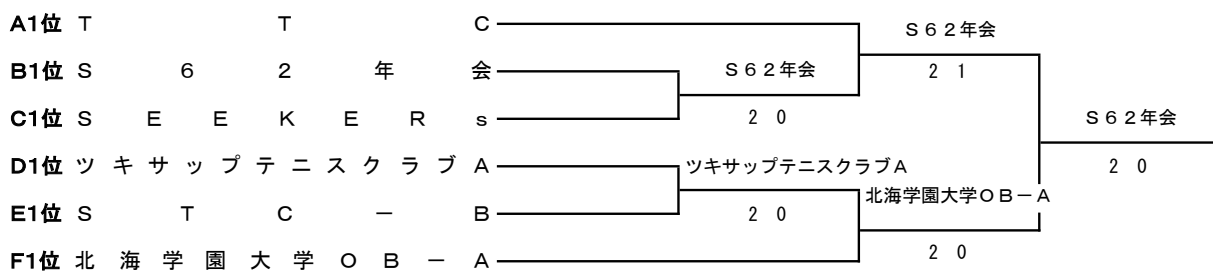 A1位 T T C
S62年会
B1位 S 6 2 年 会
S62年会
2 1
C1位 S E E K E R s
2 0
S62年会
D1位 ツ キ サ ッ プ テ ニ ス ク ラ ブ A
ツキサップテニスクラブA
2 0
E1位 S T C － B
2 0
北海学園大学OB－A
F1位 北 海 学 園 大 学 O B － A
2 0